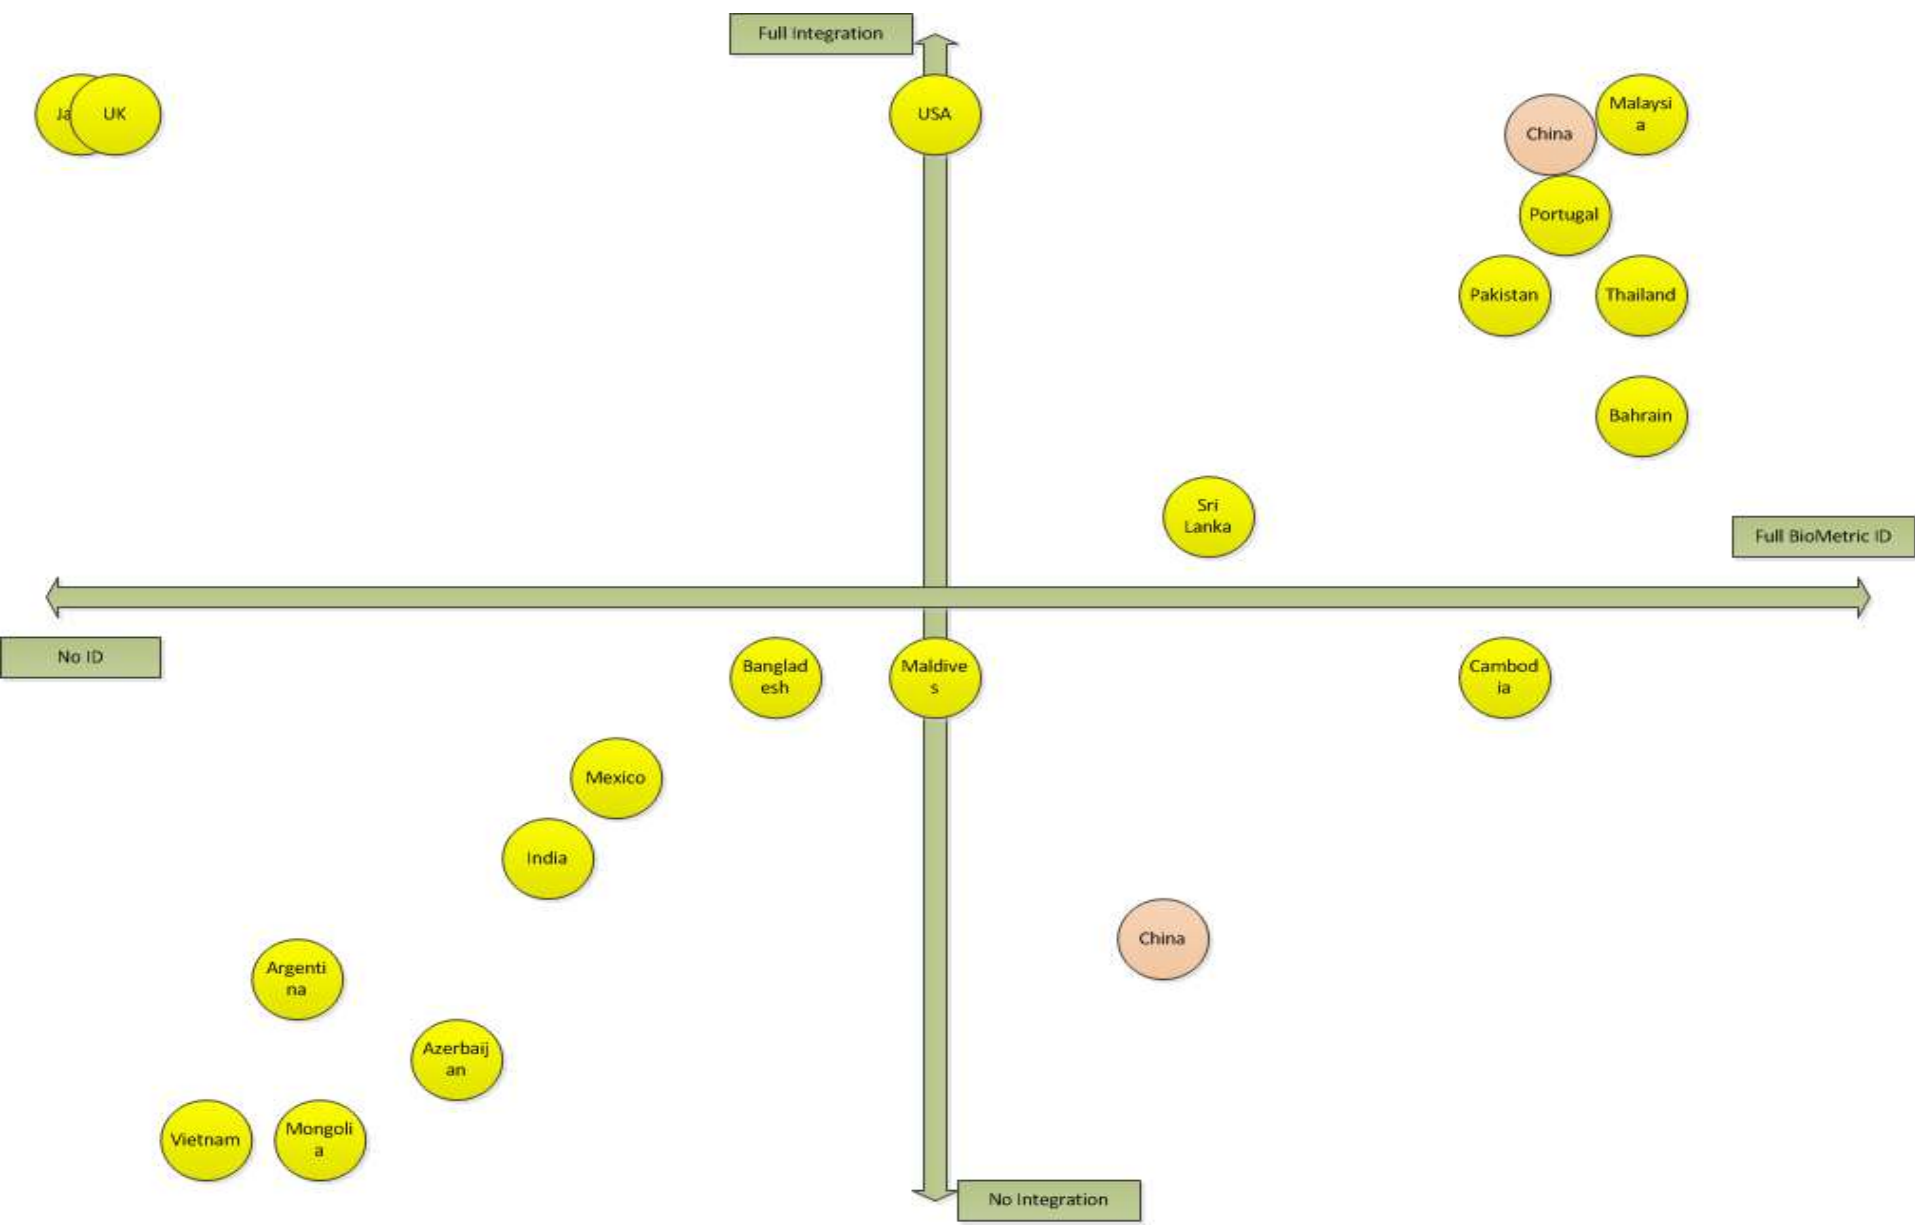 Full Integration
Ja
UK
USA
China
Malaysi
a
Portugal
Pakistan
Thailand
Bahrain
Sri
Lanka
Full BioMetric ID
No ID
Banglad
esh
Maldive
s
Cambod
ia
Mexico
India
China
Argenti
na
Azerbaij
an
Vietnam
Mongoli
a
No Integration